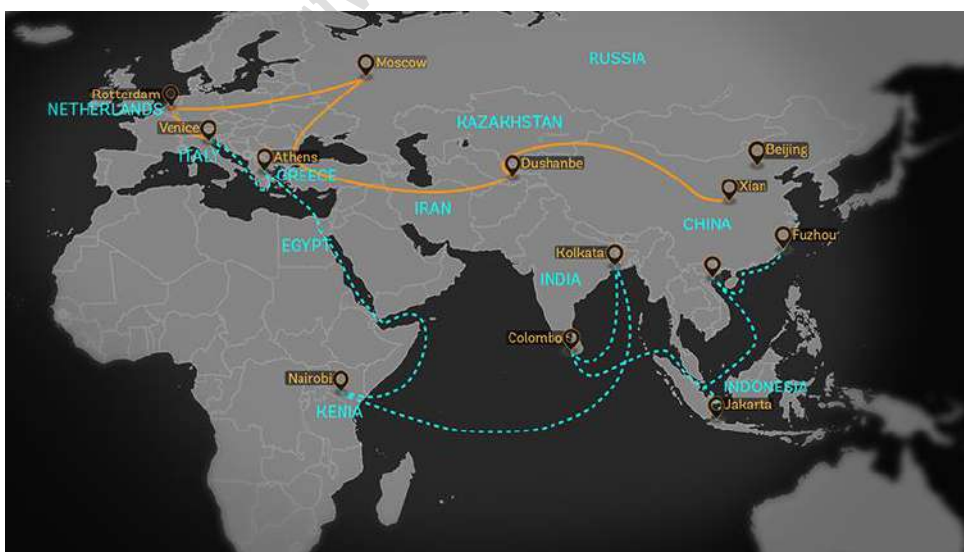 RUSSIA
Moscow
Rotterdam
NETHERLANDS
Venice
ITALY
KAZAKHSTAN
Athens
GREECE
Dushanbe
Beijing
Xian
IRAN
CHINA
EGYPT
Fuzhou
Kolkata
INDIA
Colombo
Nairobi
KENIA
INDONESIA
Jakarta